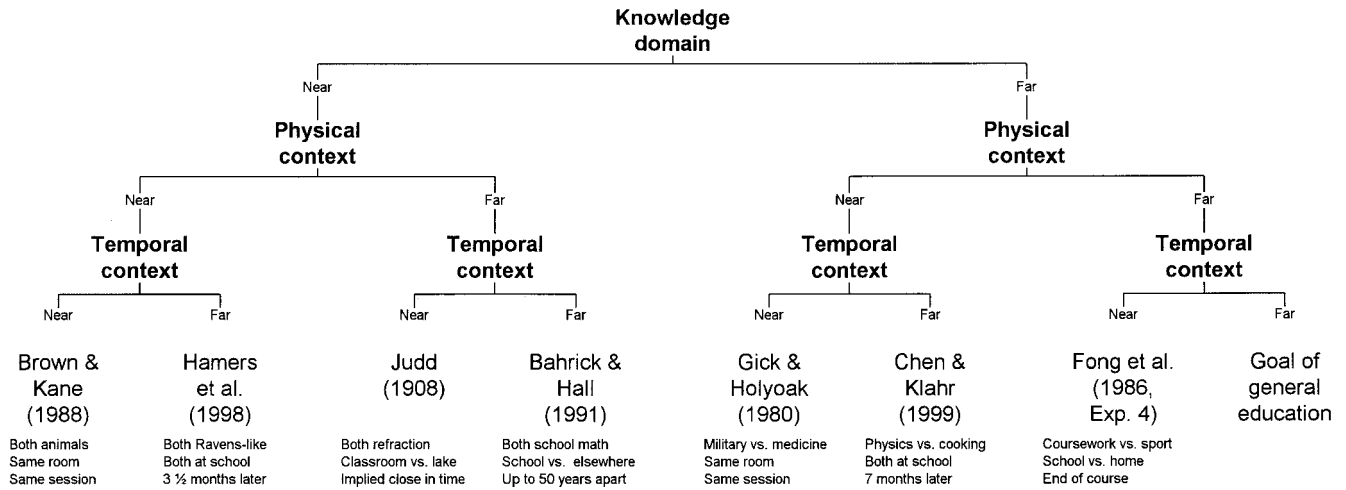 Knowledge
domain
Near
Far
Physical
context
Physical
context
Near
Far
Near
Far
Temporal
context
Temporal
context
Temporal
context
Temporal
context
Near
Far
Near
Far
Near
Far
Near
Far
Brown &
Kane
(1988)
Both animals
Same room
Same session
Hamers
et al.
(1998)
Both Ravens-like
Both at school
3 ½ months later
Judd
(1908)
Both refraction
Classroom vs. lake
Implied close in time
Bahrick &
Hall
(1991)
Both school math
School vs. elsewhere
Up to 50 years apart
Gick &
Holyoak
(1980)
Military vs. medicine
Same room
Same session
Chen &
Klahr
(1999)
Physics vs. cooking
Both at school
7 months later
Fong et al.
(1986,
Exp. 4)
Coursework vs. sport
School vs. home
End of course
Goal of
general
education